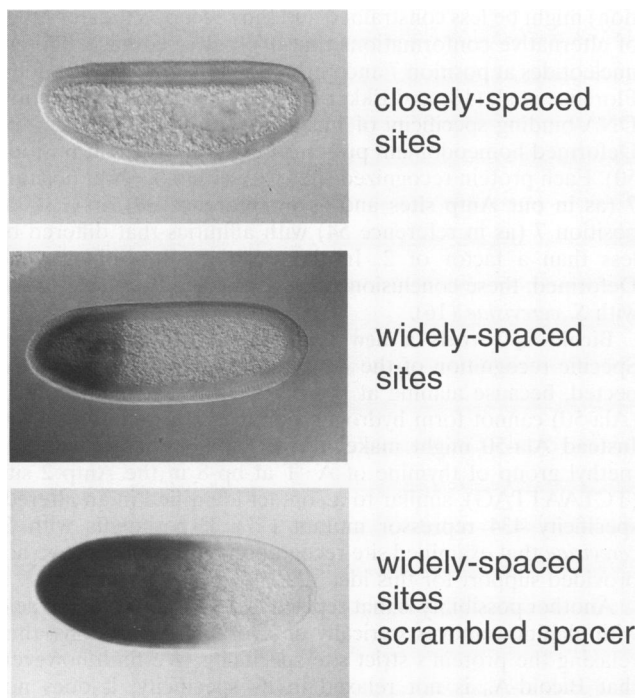 closely-spaced
sites
widely-spaced
sites
widely-spaced
sites
scrambled spacer